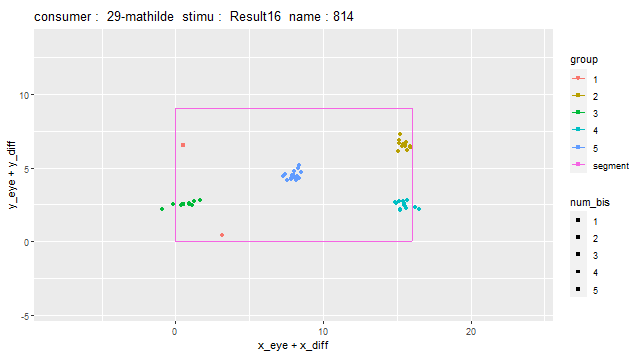 consumer : 29-mathilde stimu : Result16 name : 814
y_eye + y_diff
10
5
0
-5
0
10
20
x_eye + x_diff
group
1
2
3
4
5
segment
num_bis
1
2
3
4
5